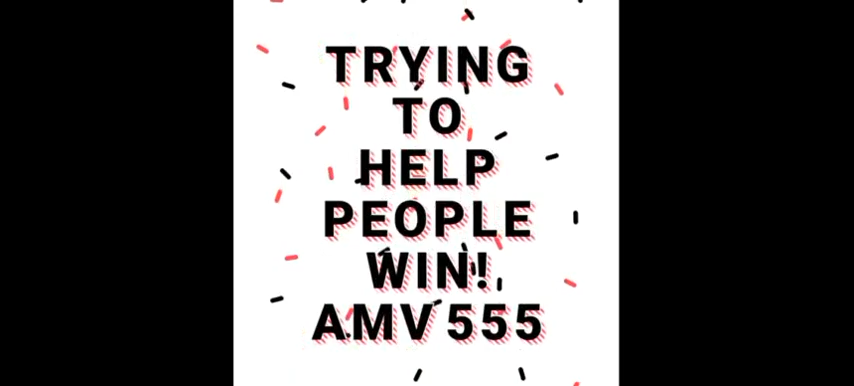 TRYING
TO
HELP
PEOPLE
WIN!
AMV 555